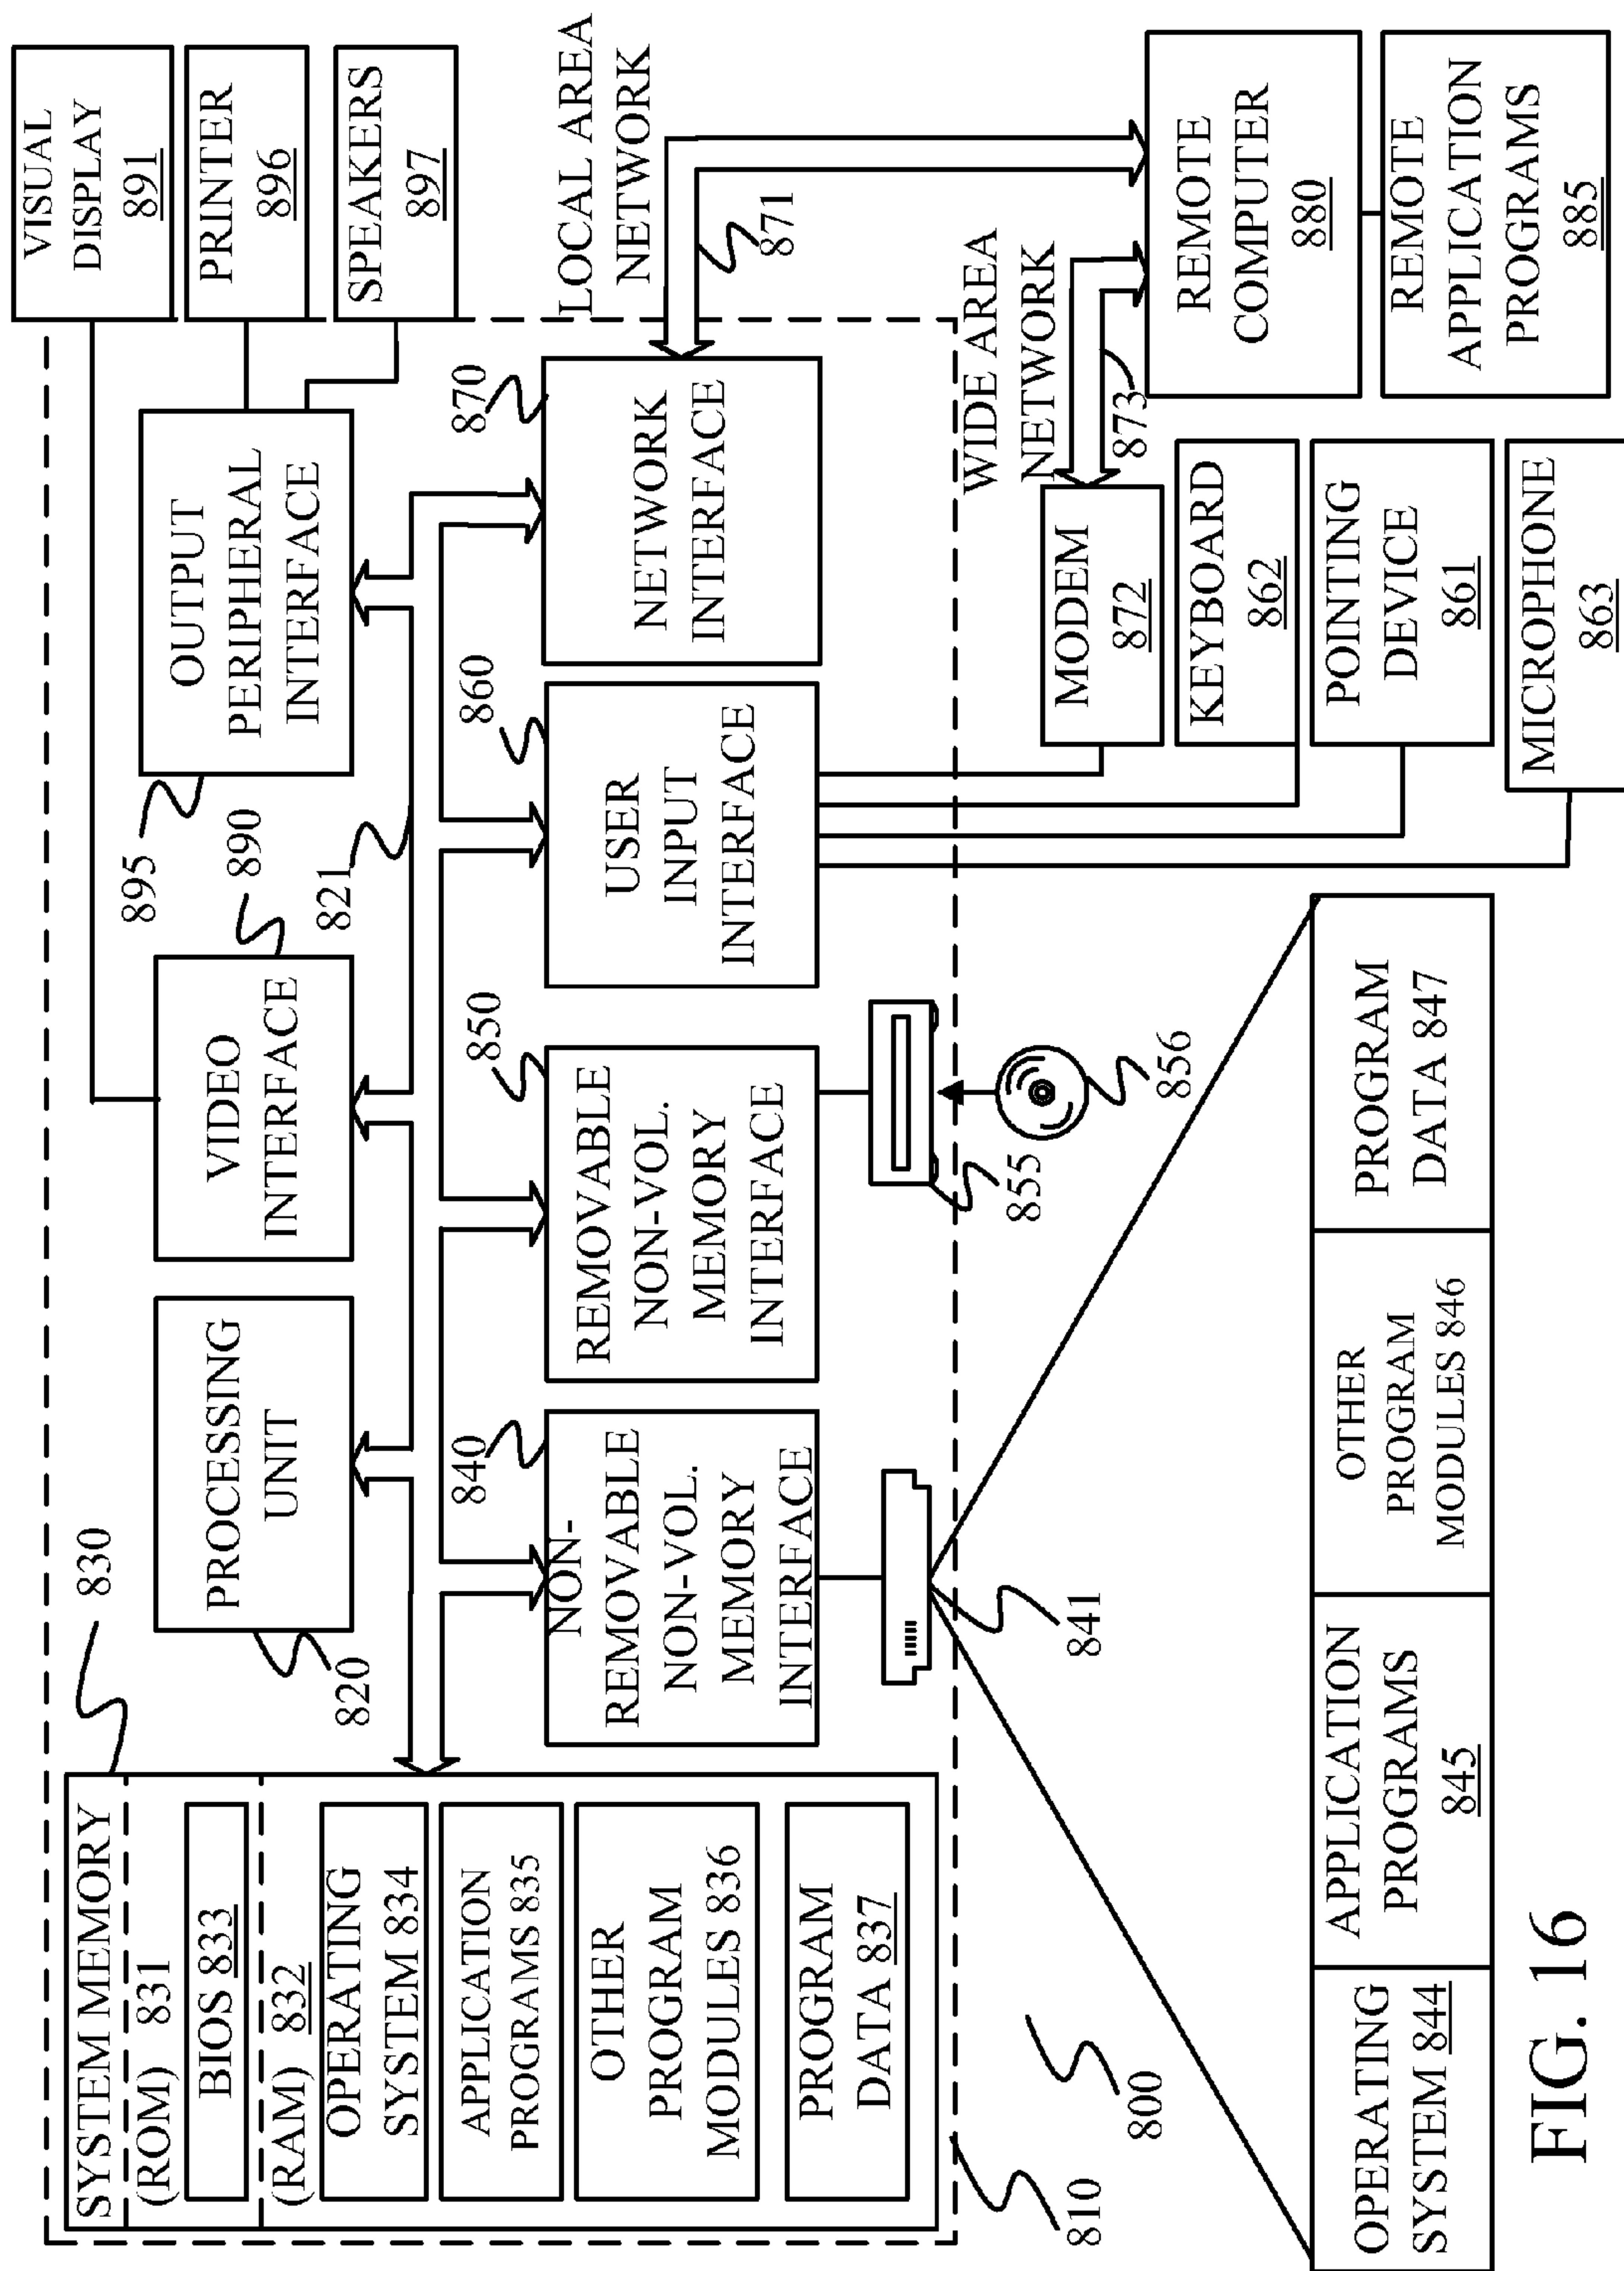 SYSTEM MEMORY
(ROM) 831
BIOS 833
(RAM) 832
OPERATING
SYSTEM 834
APPLICATION
PROGRAMS 835
OTHER
PROGRAM
MODULES 836
PROGRAM
DATA 837
830
820
PROCESSING
UNIT
VIDEO
INTERFACE
890
895
821
OUTPUT
PERIPHERAL
INTERFACE
VISUAL
DISPLAY
891
PRINTER
896
SPEAKERS
897
840
NON-
REMOVABLE
NON-VOL.
MEMORY
INTERFACE
850
REMOVABLE
NON-VOL.
MEMORY
INTERFACE
860
USER
INPUT
INTERFACE
870
NETWORK
INTERFACE
LOCAL AREA
NETWORK
871
810
800
841
855
856
WIDE AREA
NETWORK
873
MODEM
872
KEYBOARD
862
POINTING
DEVICE
861
MICROPHONE
863
REMOTE
COMPUTER
880
REMOTE
APPLICATION
PROGRAMS
885
OPERATING
SYSTEM 844
APPLICATION
PROGRAMS
845
OTHER
PROGRAM
MODULES 846
PROGRAM
DATA 847
FIG. 16